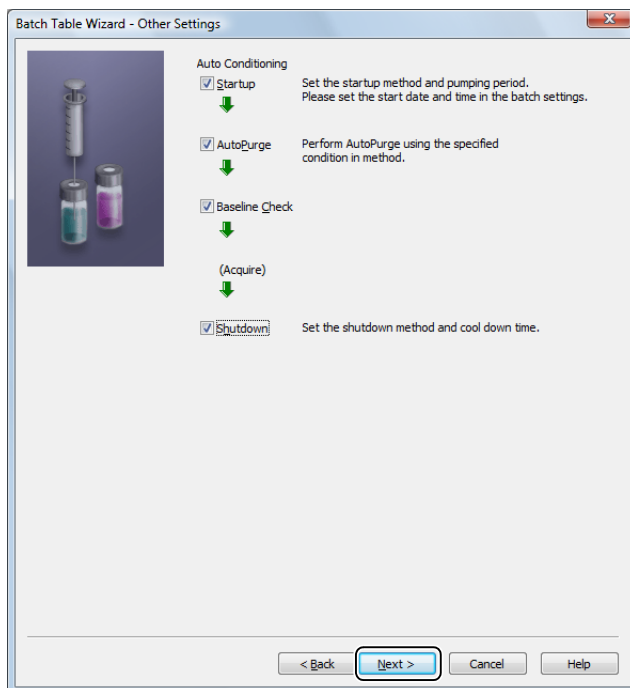 Batch Table Wizard - Other Settings
Auto Conditioning
Startup
Set the startup method and pumping period.
Please set the start date and time in the batch settings.
AutoPurge
Perform AutoPurge using the specified
condition in method.
Baseline Check
(Acquire)
Shutdown
Set the shutdown method and cool down time.
< Back
Next >
Cancel
Help